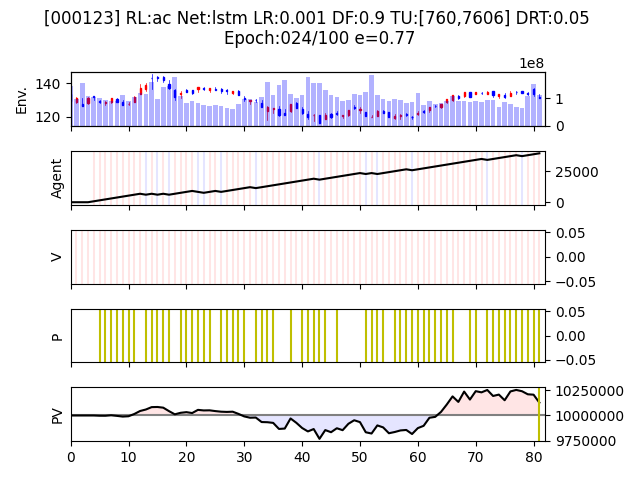 [000123] RL:ac Net:lstm LR:0.001 DF:0.9 TU:[760,7606] DRT:0.05
Epoch:024/100 e=0.77
1e8
Env.
140
120
1
0
Agent
25000
0
V
0.05
0.00
−0.05
P
0.05
0.00
−0.05
PV
10250000
10000000
9750000
0 10 20 30 40 50 60 70 80